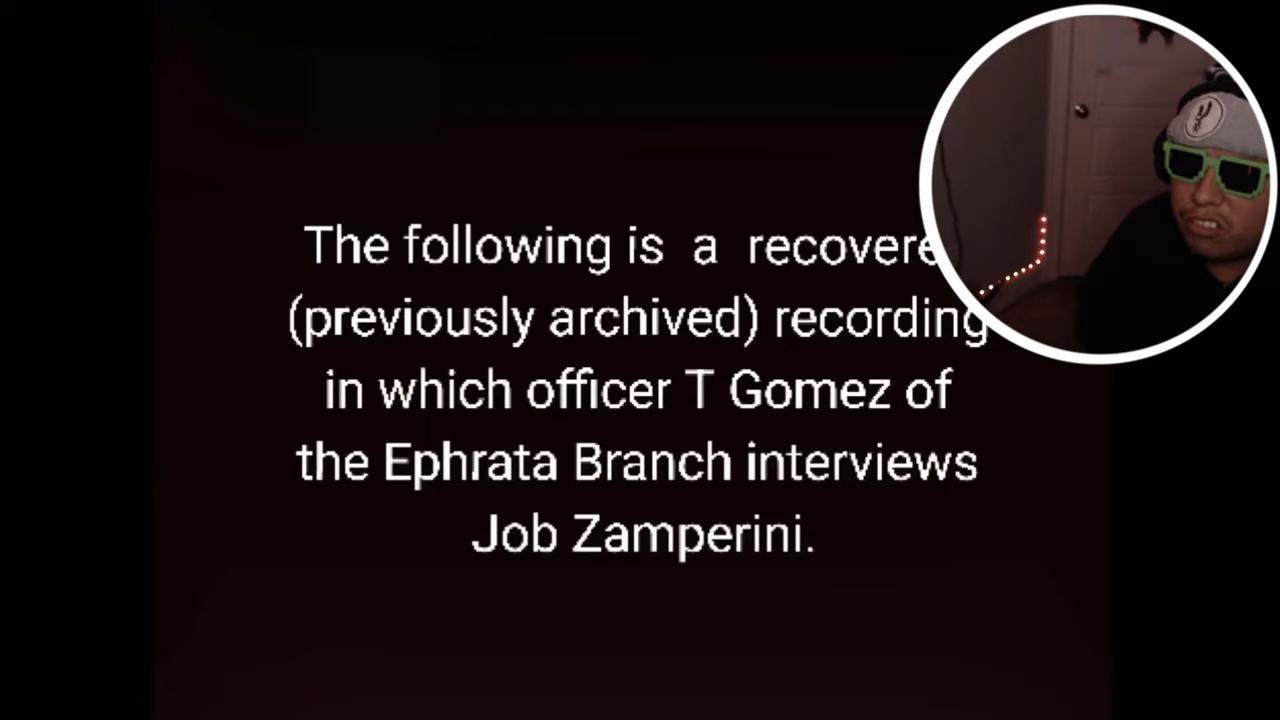 The following is a recovere
(previously archived) recording
in which officer T Gomez of
the Ephrata Branch interviews
Job Zamperini.